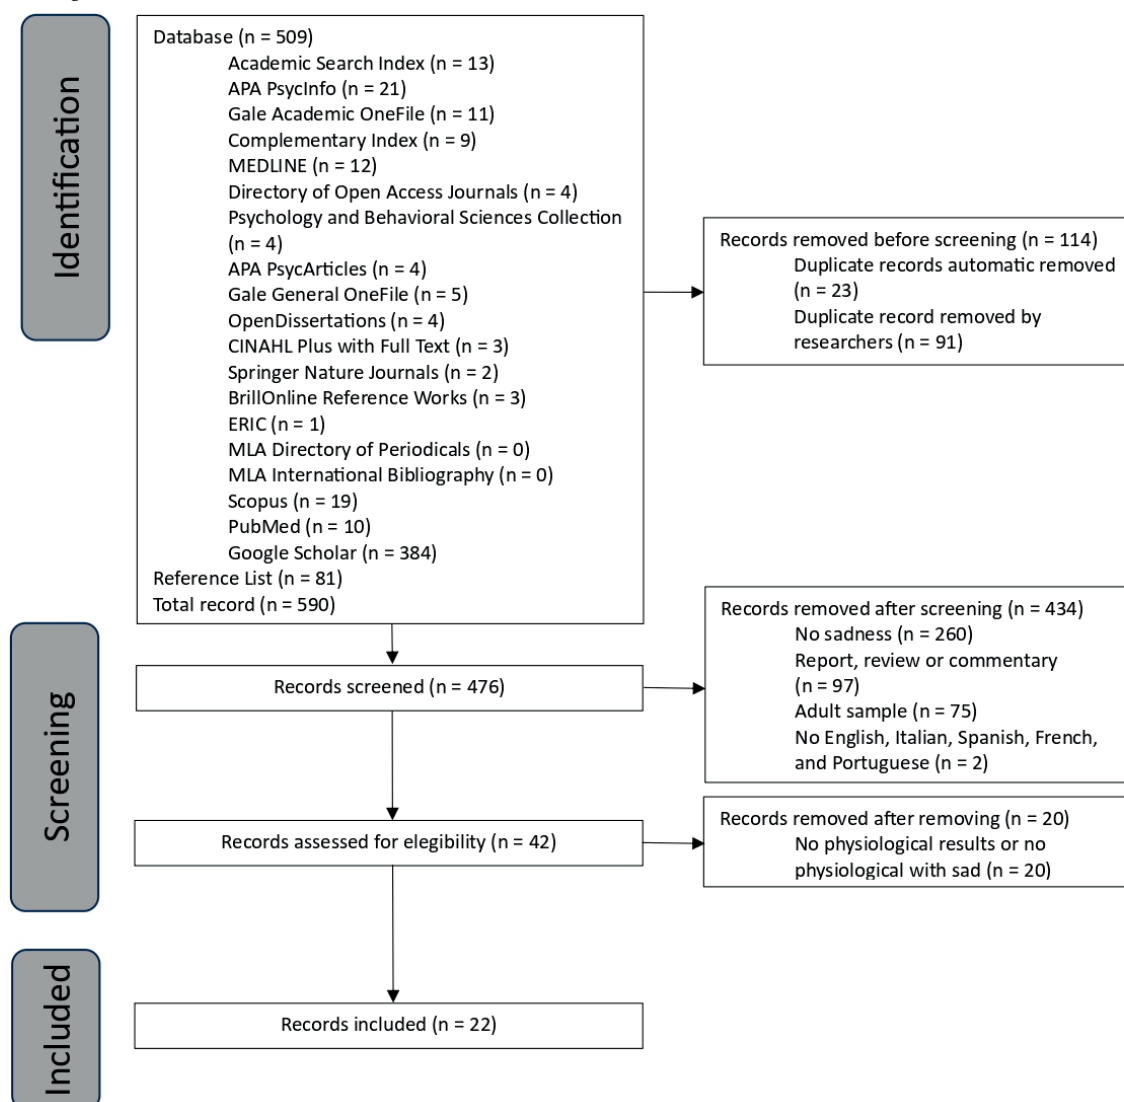 Identification
Database (n = 509)
Academic Search Index (n = 13)
APA PsycInfo (n = 21)
Gale Academic OneFile (n = 11)
Complementary Index (n = 9)
MEDLINE (n = 12)
Directory of Open Access Journals (n = 4)
Psychology and Behavioral Sciences Collection
(n = 4)
APA PsycArticles (n = 4)
Gale General OneFile (n = 5)
OpenDissertations (n = 4)
CINAHL Plus with Full Text (n = 3)
Springer Nature Journals (n = 2)
BrillOnline Reference Works (n = 3)
ERIC (n = 1)
MLA Directory of Periodicals (n = 0)
MLA International Bibliography (n = 0)
Scopus (n = 19)
PubMed (n = 10)
Google Scholar (n = 384)
Reference List (n = 81)
Total record (n = 590)
Records removed before screening (n = 114)
Duplicate records automatic removed
(n = 23)
Duplicate record removed by
researchers (n = 91)
Screening
Records screened (n = 476)
Records removed after screening (n = 434)
No sadness (n = 260)
Report, review or commentary
(n = 97)
Adult sample (n = 75)
No English, Italian, Spanish, French,
and Portuguese (n = 2)
Records assessed for elegibility (n = 42)
Records removed after removing (n = 20)
No physiological results or no
physiological with sad (n = 20)
Included
Records included (n = 22)